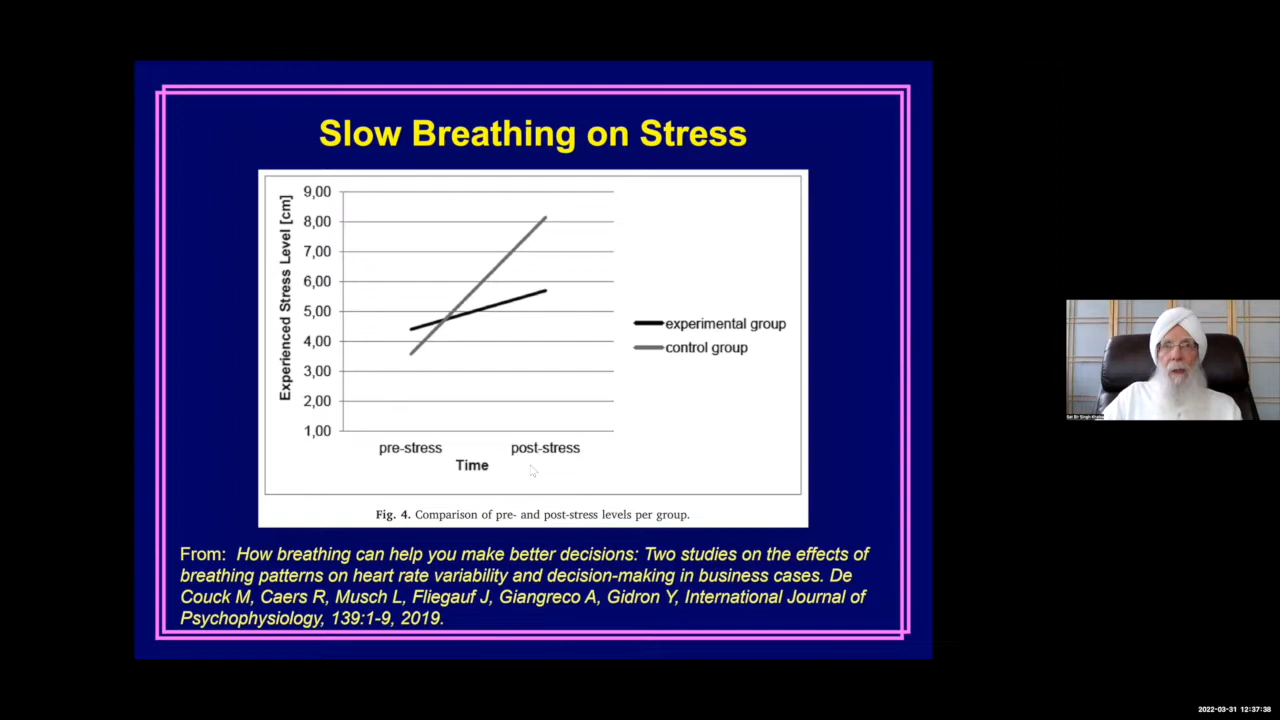 Slow Breathing on Stress
9,00
8,00
7,00
6,00
5,00
4,00
3,00
2,00
1,00
Experienced Stress Level [cm]
pre-stress post-stress
Time
experimental group
control group
Fig. 4. Comparison of pre- and post-stress levels per group.
From: How breathing can help you make better decisions: Two studies on the effects of
breathing patterns on heart rate variability and decision-making in business cases. De
Couck M, Caers R, Musch L, Fliegauf J, Giangreco A, Gidron Y, International Journal of
Psychophysiology, 139:1-9, 2019.
Sat Bir Singh Khalsa
2022-03-31 12:37:38